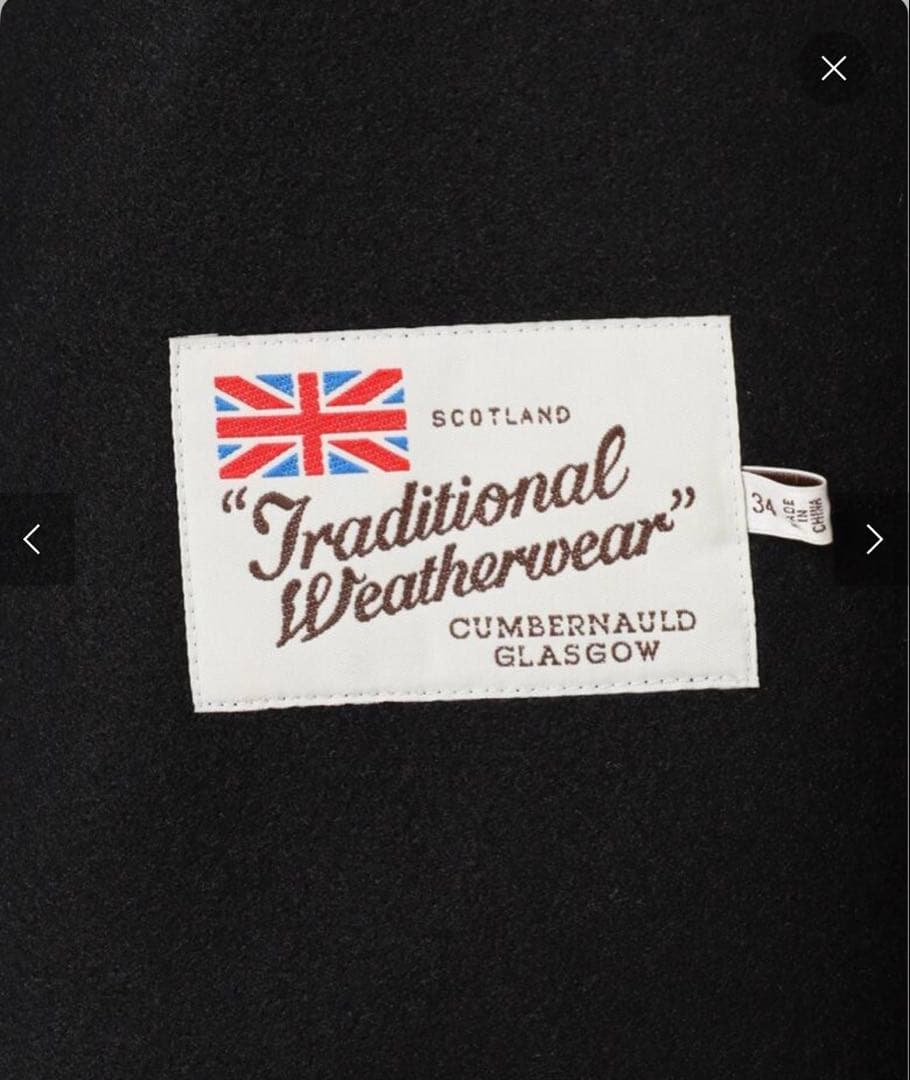 SCOTLAND
"Traditional
Weatherwear"
CUMBERNAULD
GLASGOW
34
MADE
IN
CHINA